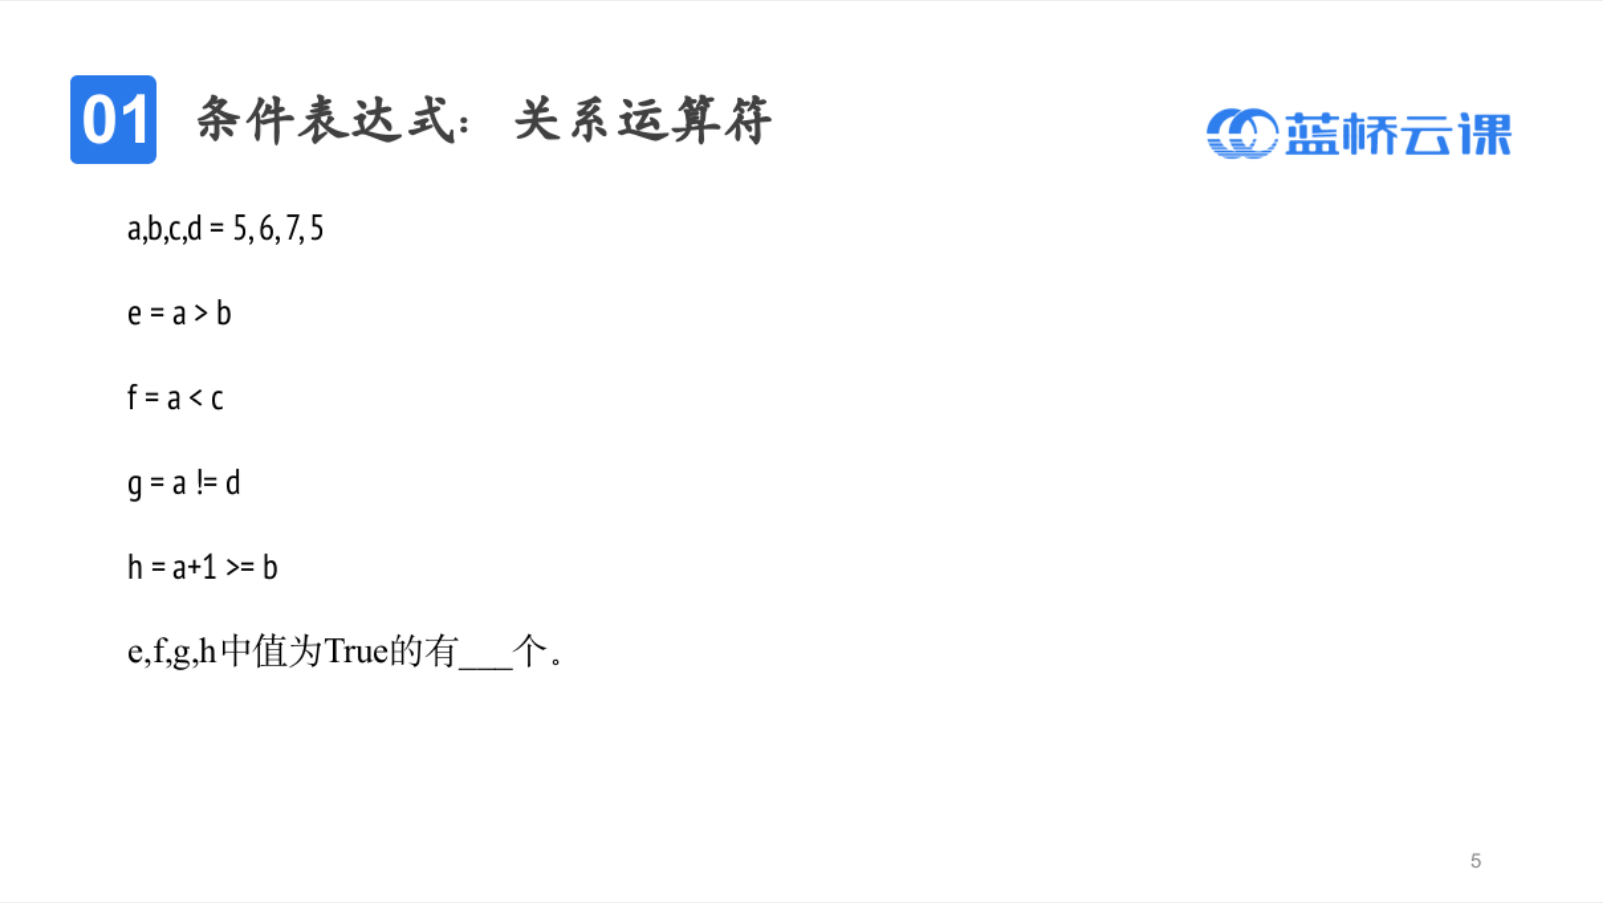 01 条件表达式： 关系运算符
蓝桥云课
a,b,c,d = 5, 6, 7, 5
e = a > b
f = a < c
g = a != d
h = a+1 >= b
e,f,g,h中值为True的有___个。
5